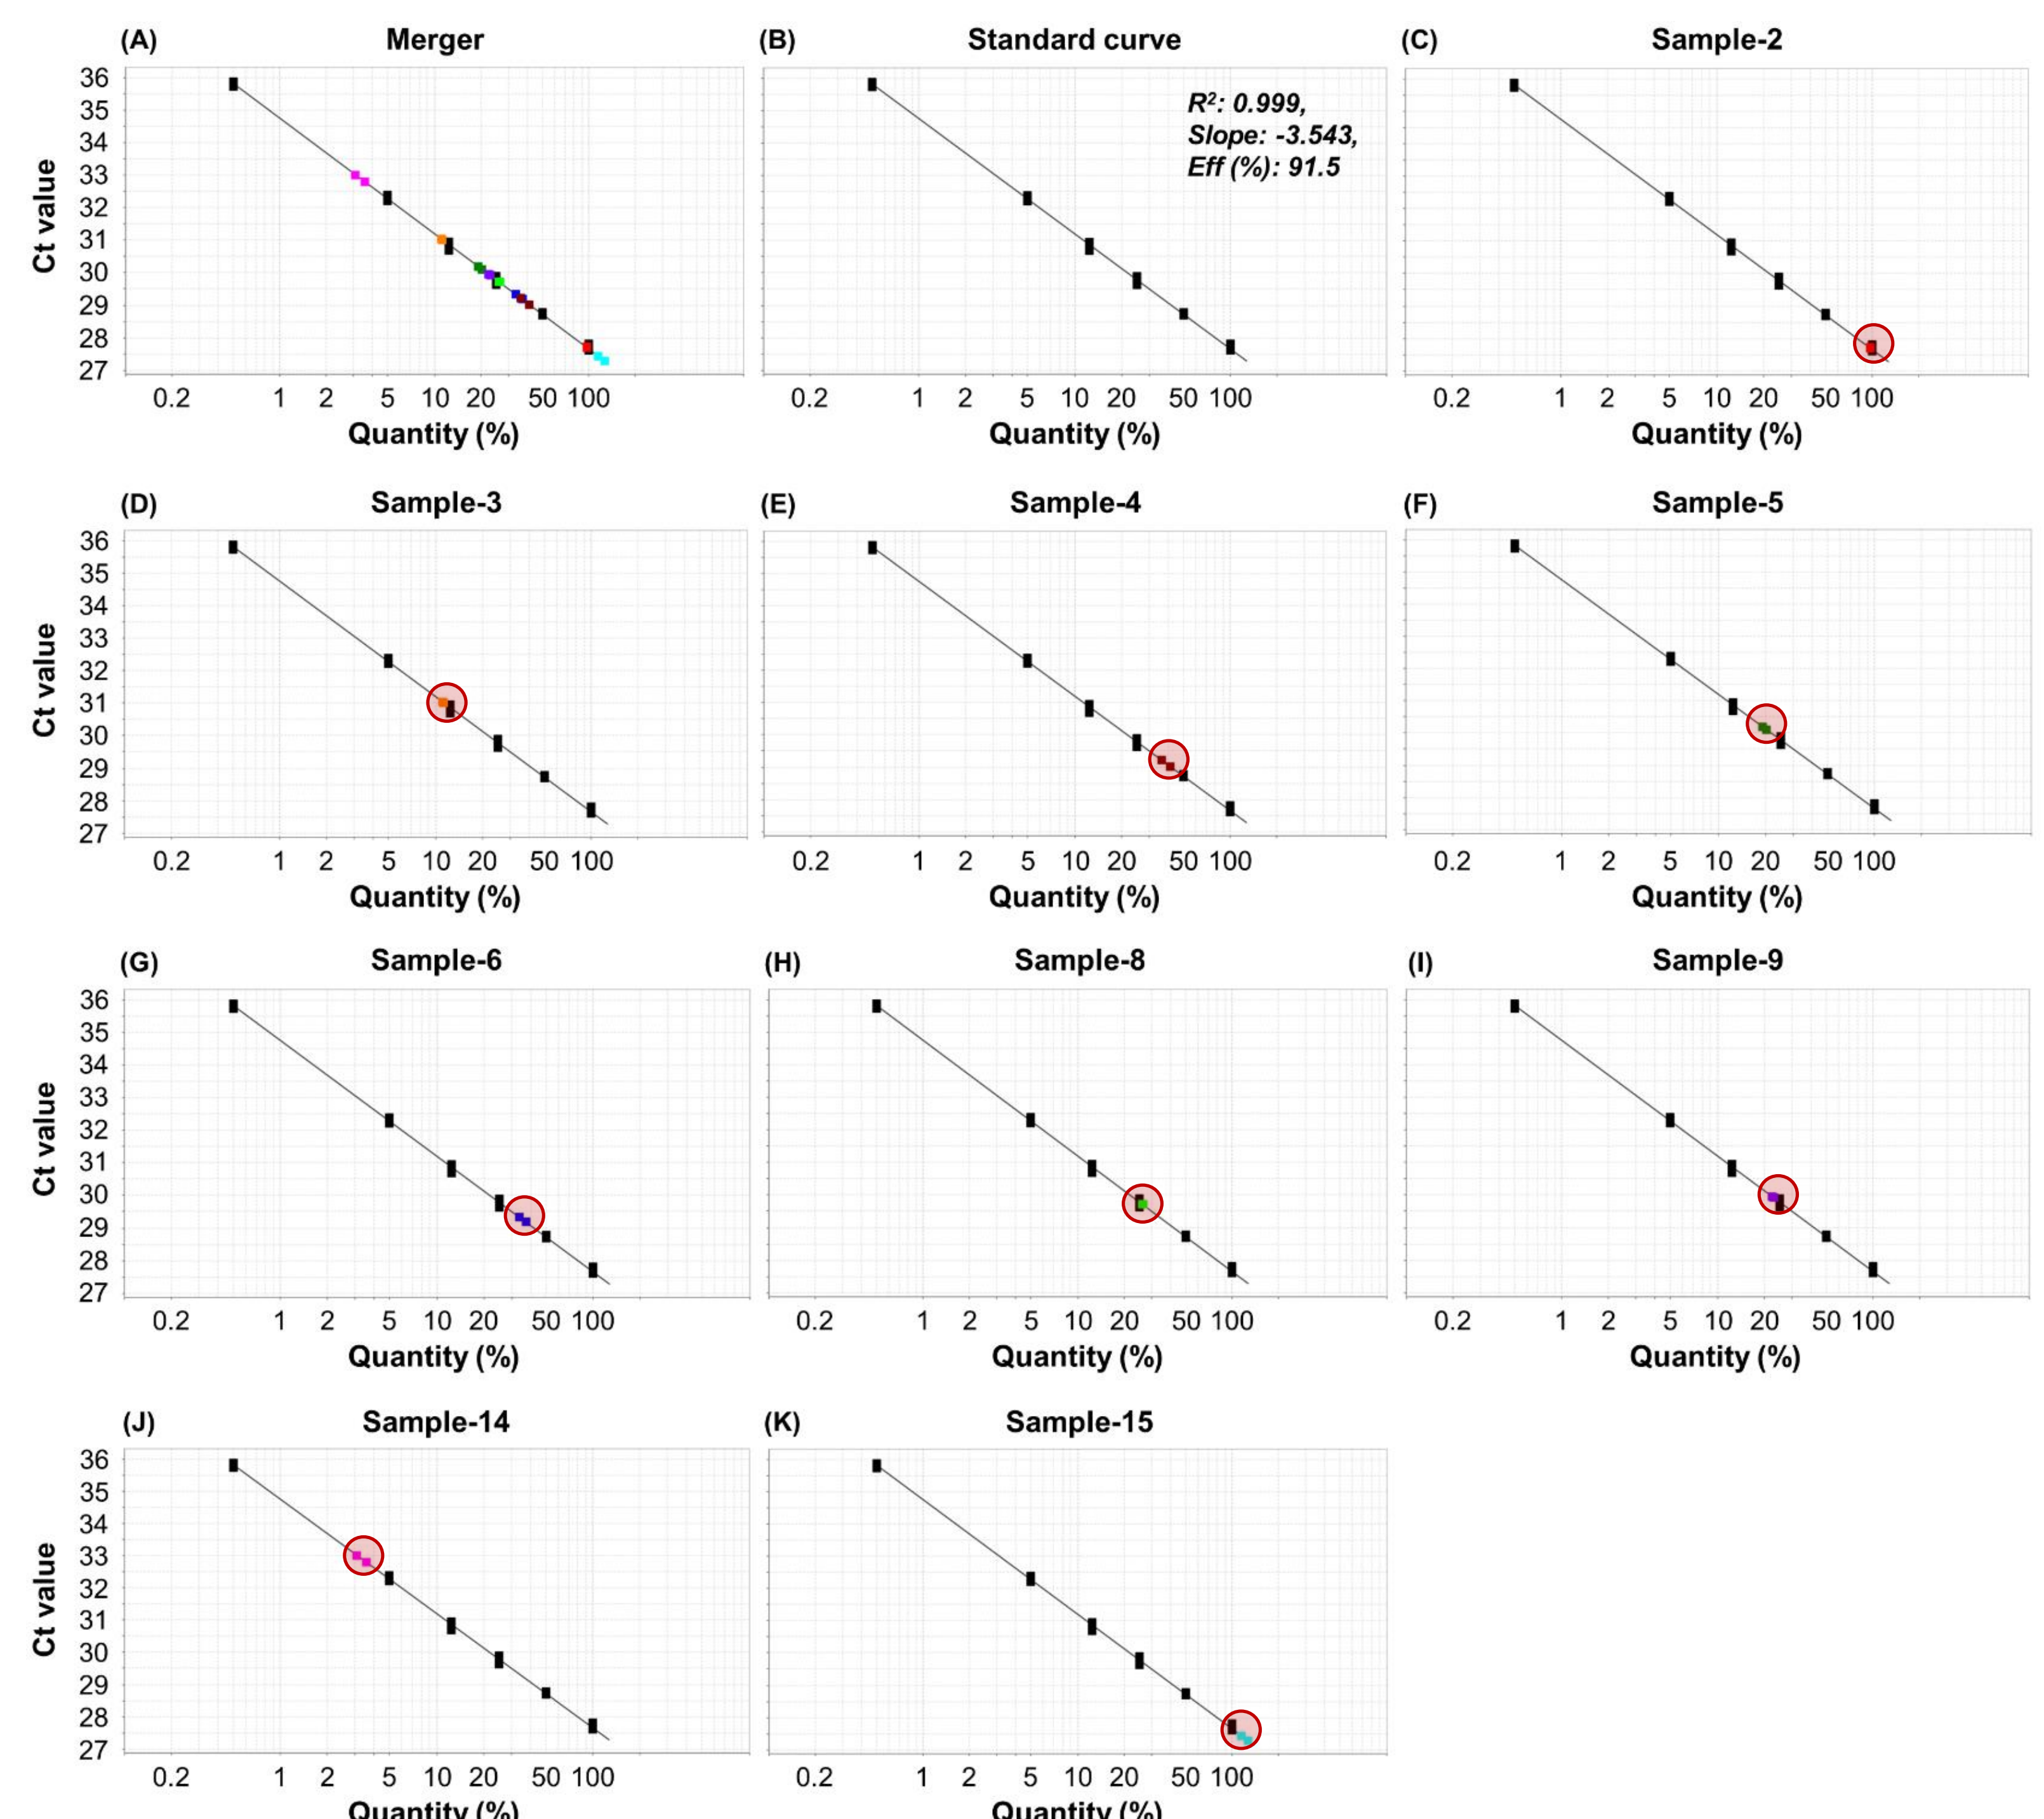 (A) Merger
(B) Standard curve
(C) Sample-2
Ct value
36
35
34
33
32
31
30
29
28
27
R²: 0.999,
Slope: -3.543,
Eff (%): 91.5
0.2 1 2 5 10 20 50 100
0.2 1 2 5 10 20 50 100
0.2 1 2 5 10 20 50 100
Quantity (%)
Quantity (%)
Quantity (%)
(D) Sample-3
(E) Sample-4
(F) Sample-5
Ct value
36
35
34
33
32
31
30
29
28
27
0.2 1 2 5 10 20 50 100
0.2 1 2 5 10 20 50 100
0.2 1 2 5 10 20 50 100
Quantity (%)
Quantity (%)
Quantity (%)
(G) Sample-6
(H) Sample-8
(I) Sample-9
Ct value
36
35
34
33
32
31
30
29
28
27
0.2 1 2 5 10 20 50 100
0.2 1 2 5 10 20 50 100
0.2 1 2 5 10 20 50 100
Quantity (%)
Quantity (%)
Quantity (%)
(J) Sample-14
(K) Sample-15
Ct value
36
35
34
33
32
31
30
29
28
27
0.2 1 2 5 10 20 50 100
0.2 1 2 5 10 20 50 100
Quantity (%)
Quantity (%)